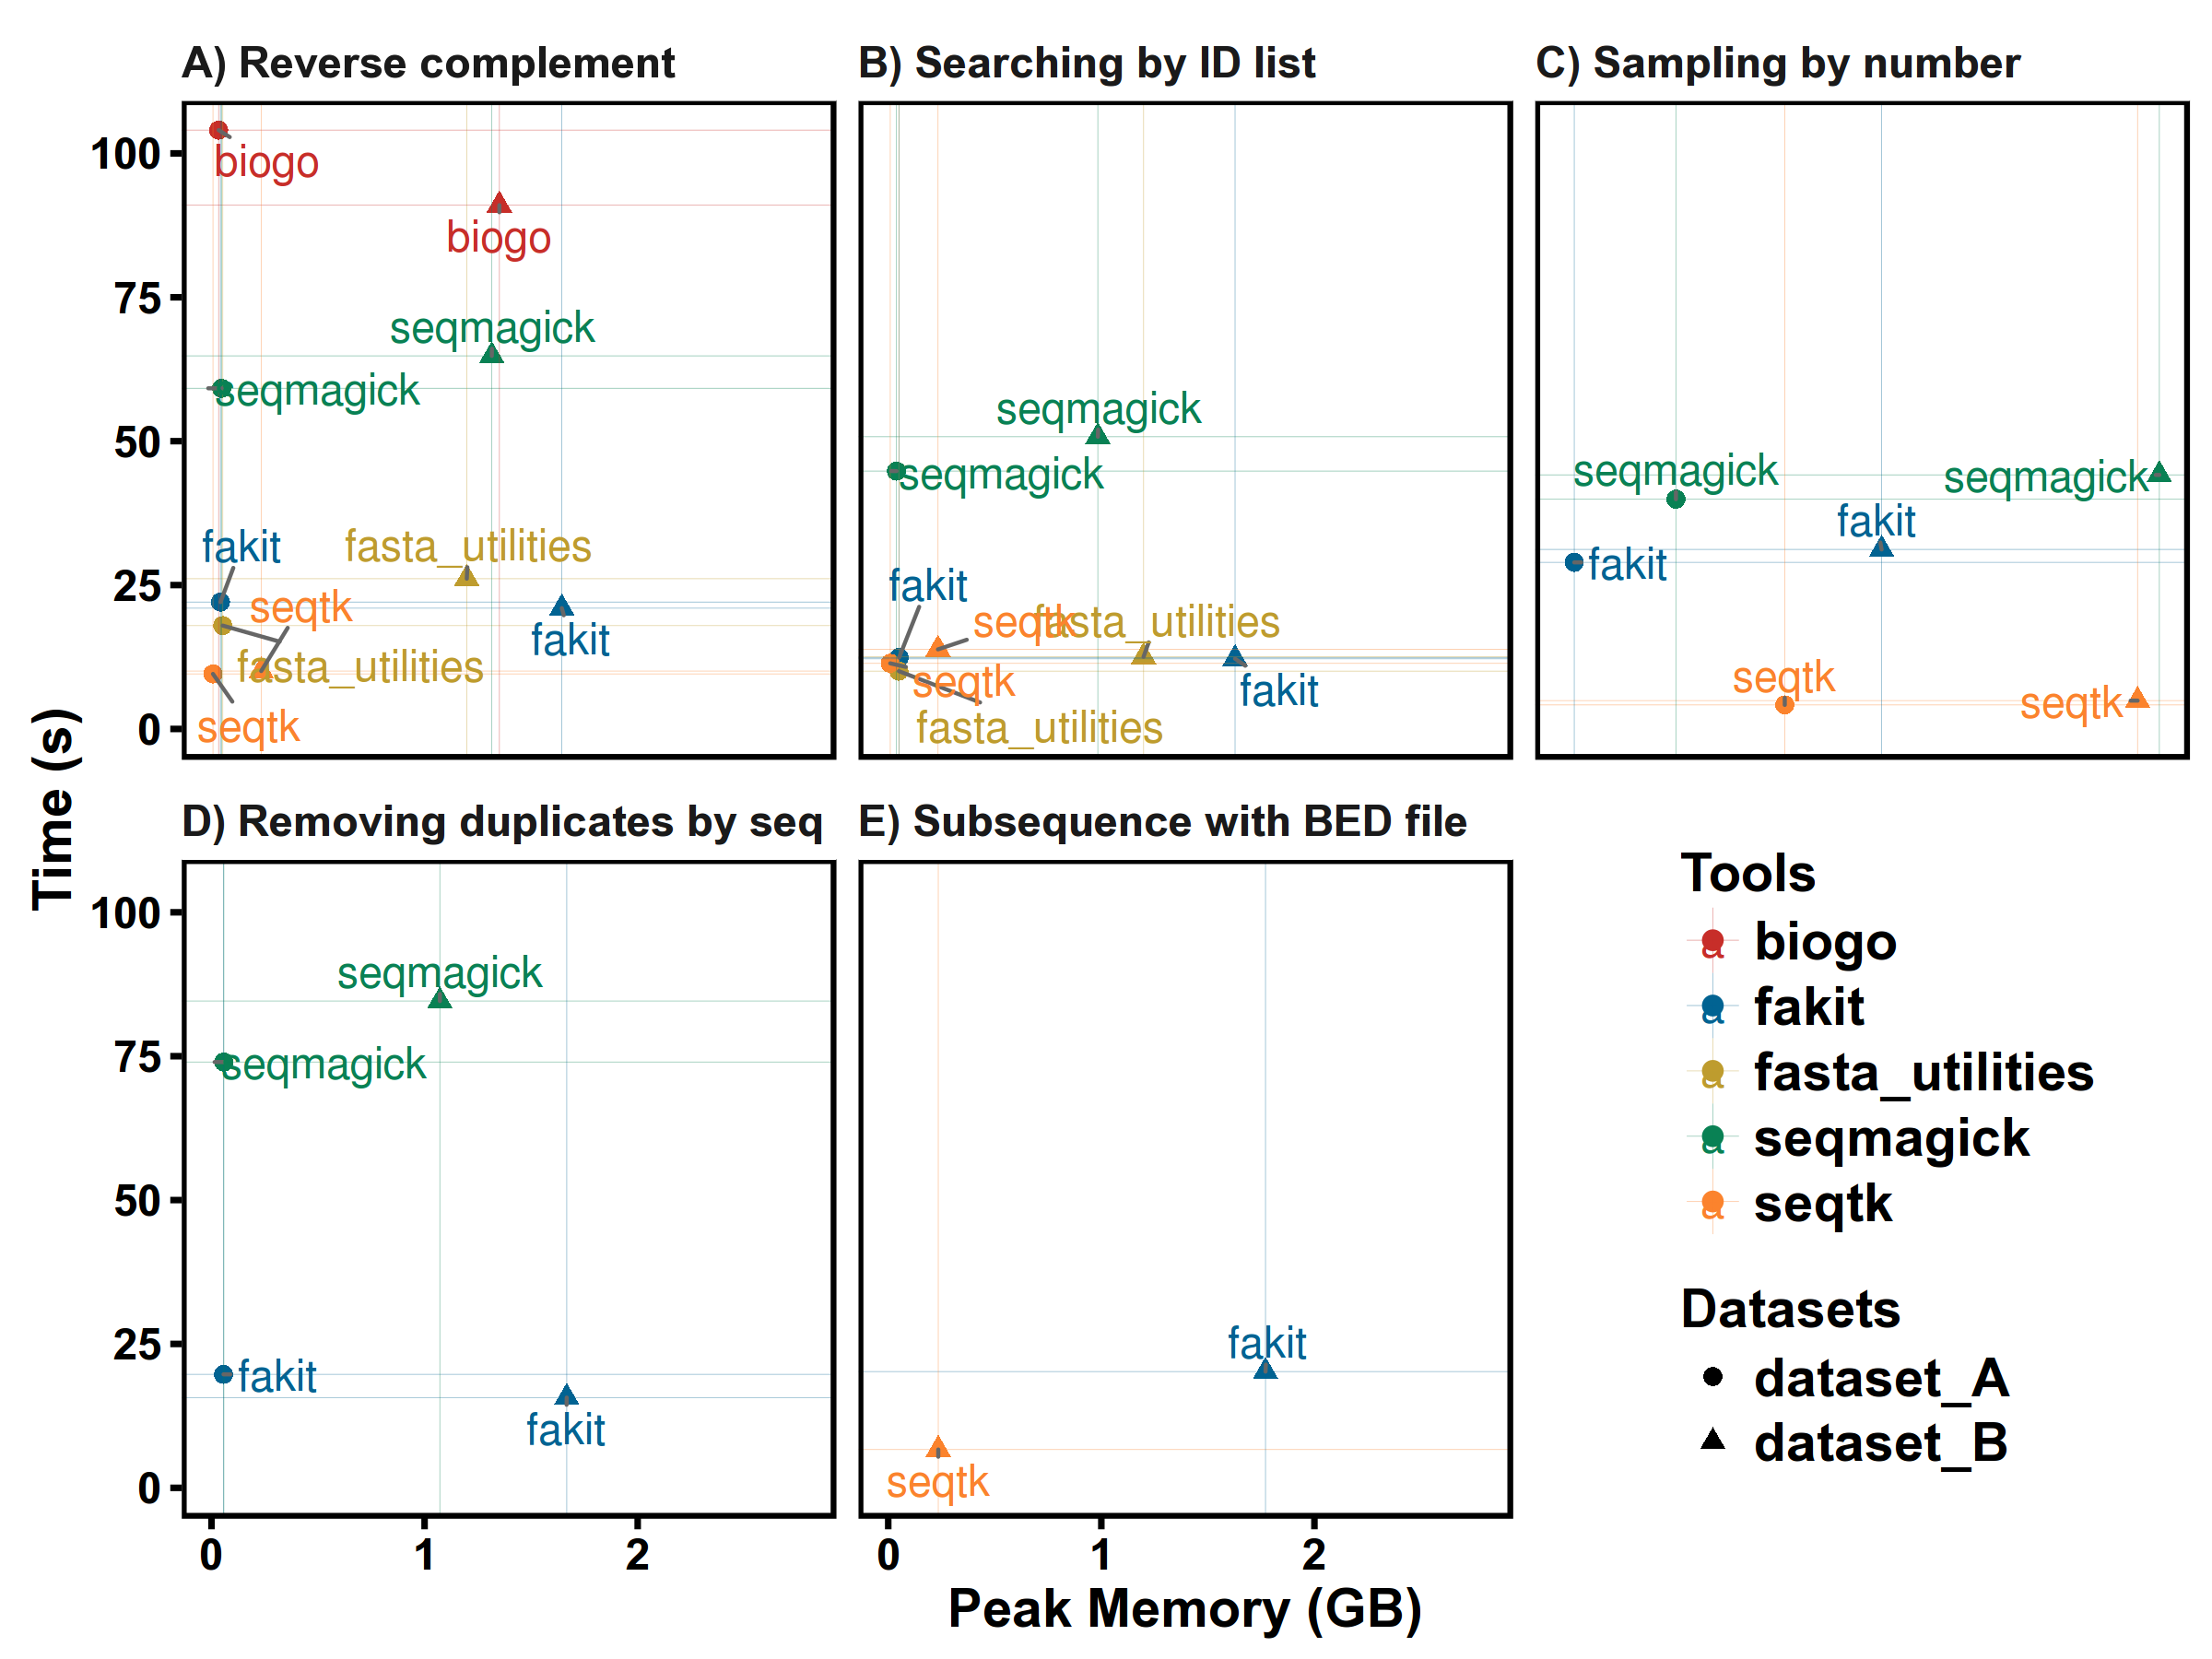 A) Reverse complement
B) Searching by ID list
C) Sampling by number
100
75
50
25
0
biogo
biogo
seqmagick
seqmagick
fakit
fasta_utilities
seqtk
fakit
fasta_utilities
seqtk
seqmagick
seqmagick
fakit
seqtk
fasta_utilities
seqtk
fakit
fasta_utilities
seqmagick
seqmagick
fakit
fakit
seqtk
seqtk
Time (s)
D) Removing duplicates by seq
E) Subsequence with BED file
100
75
50
25
0
seqmagick
seqmagick
fakit
fakit
fakit
seqtk
0
1
2
0
1
2
Peak Memory (GB)
Tools
a biogo
a fakit
a fasta_utilities
a seqmagick
a seqtk
Datasets
dataset_A
dataset_B